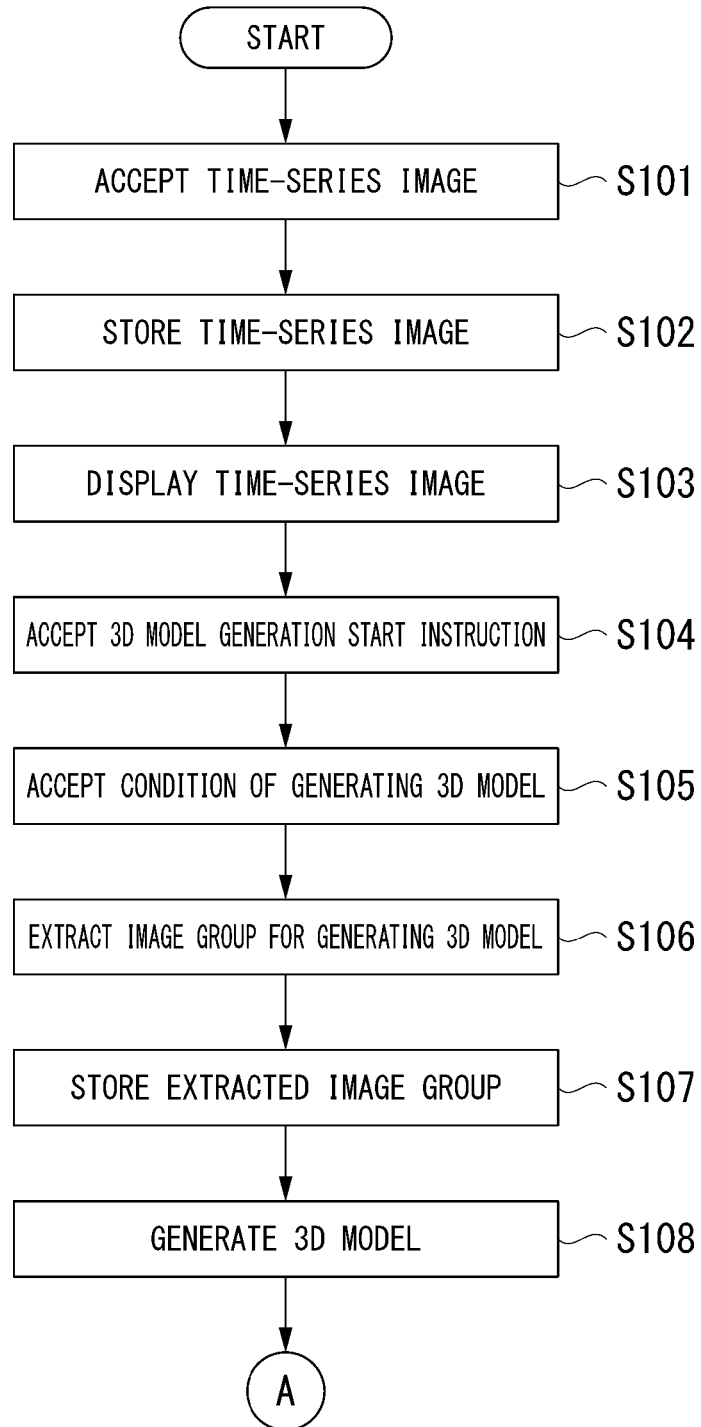 START
ACCEPT TIME-SERIES IMAGE S101
STORE TIME-SERIES IMAGE S102
DISPLAY TIME-SERIES IMAGE S103
ACCEPT 3D MODEL GENERATION START INSTRUCTION S104
ACCEPT CONDITION OF GENERATING 3D MODEL S105
EXTRACT IMAGE GROUP FOR GENERATING 3D MODEL S106
STORE EXTRACTED IMAGE GROUP S107
GENERATE 3D MODEL S108
A